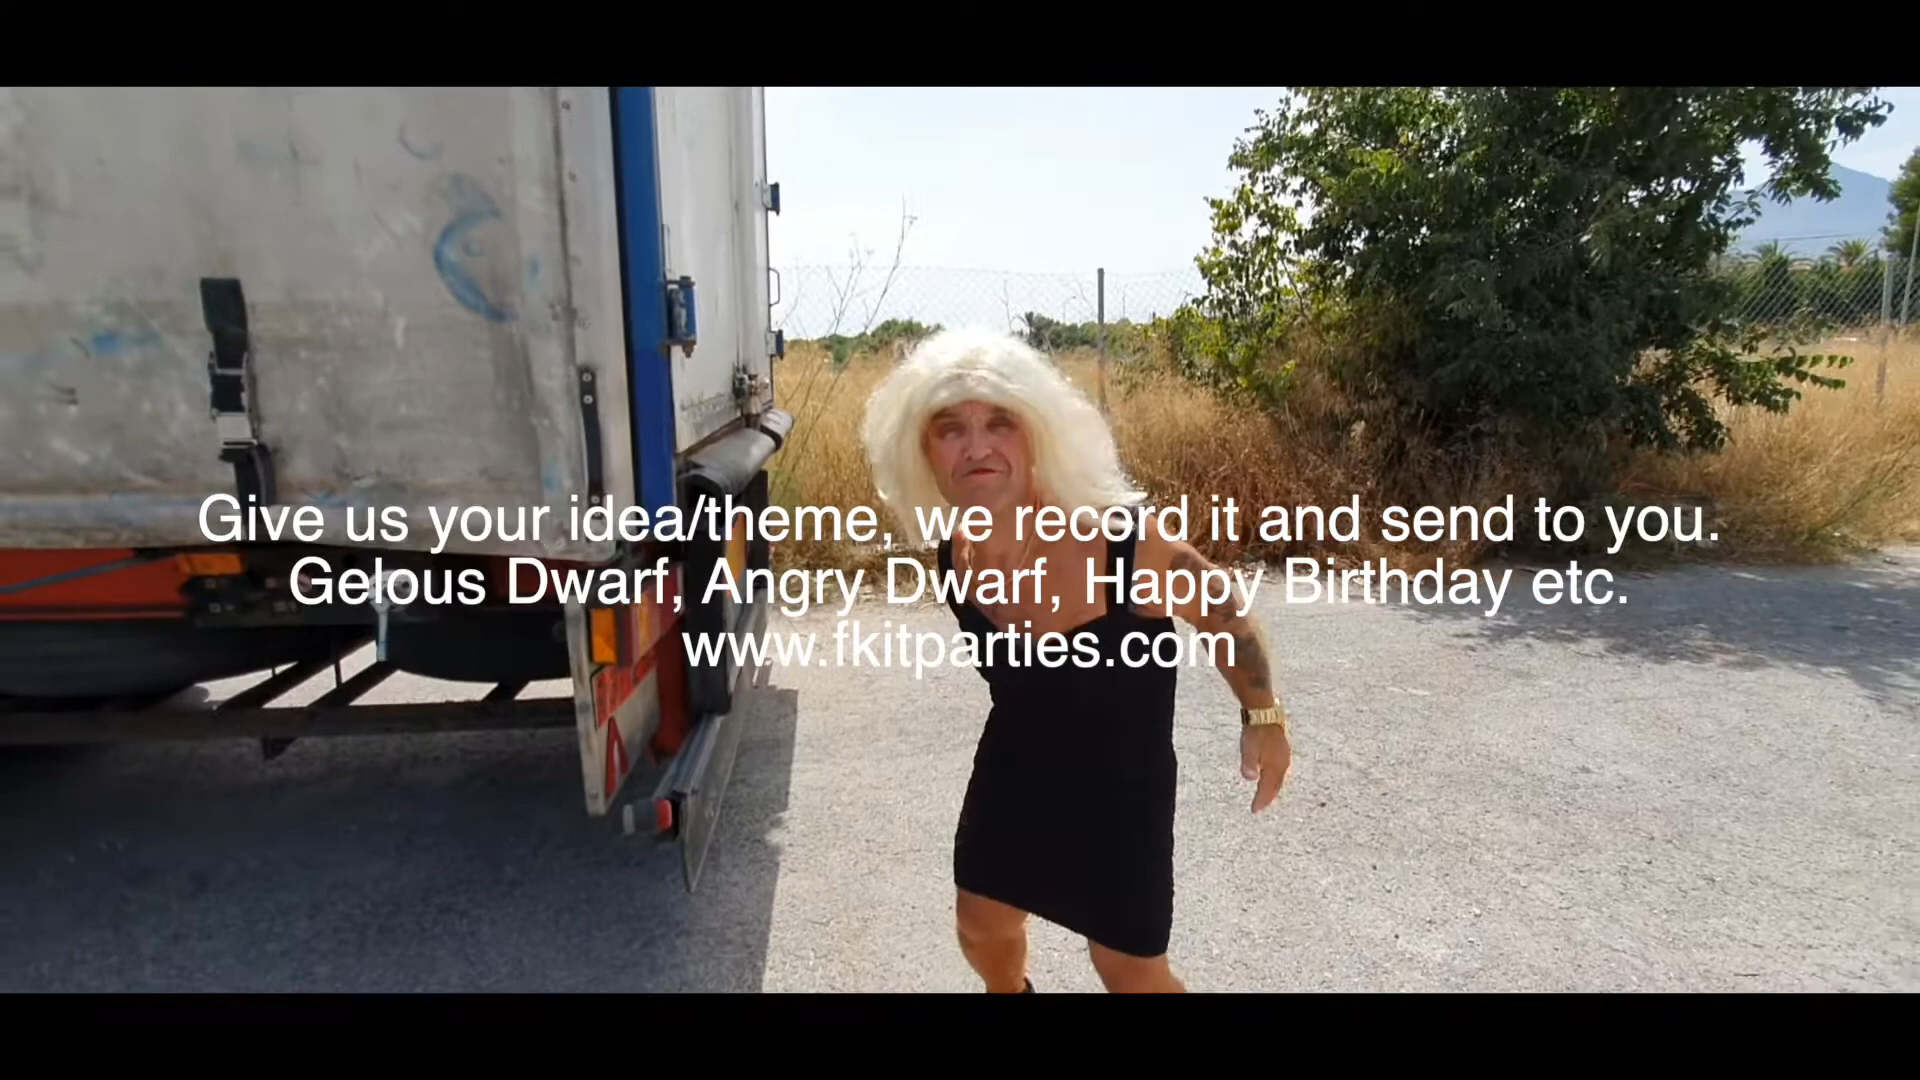 Give us your idea/theme, we record it and send to you.
Gelous Dwarf, Angry Dwarf, Happy Birthday etc.
www.fkitparties.com